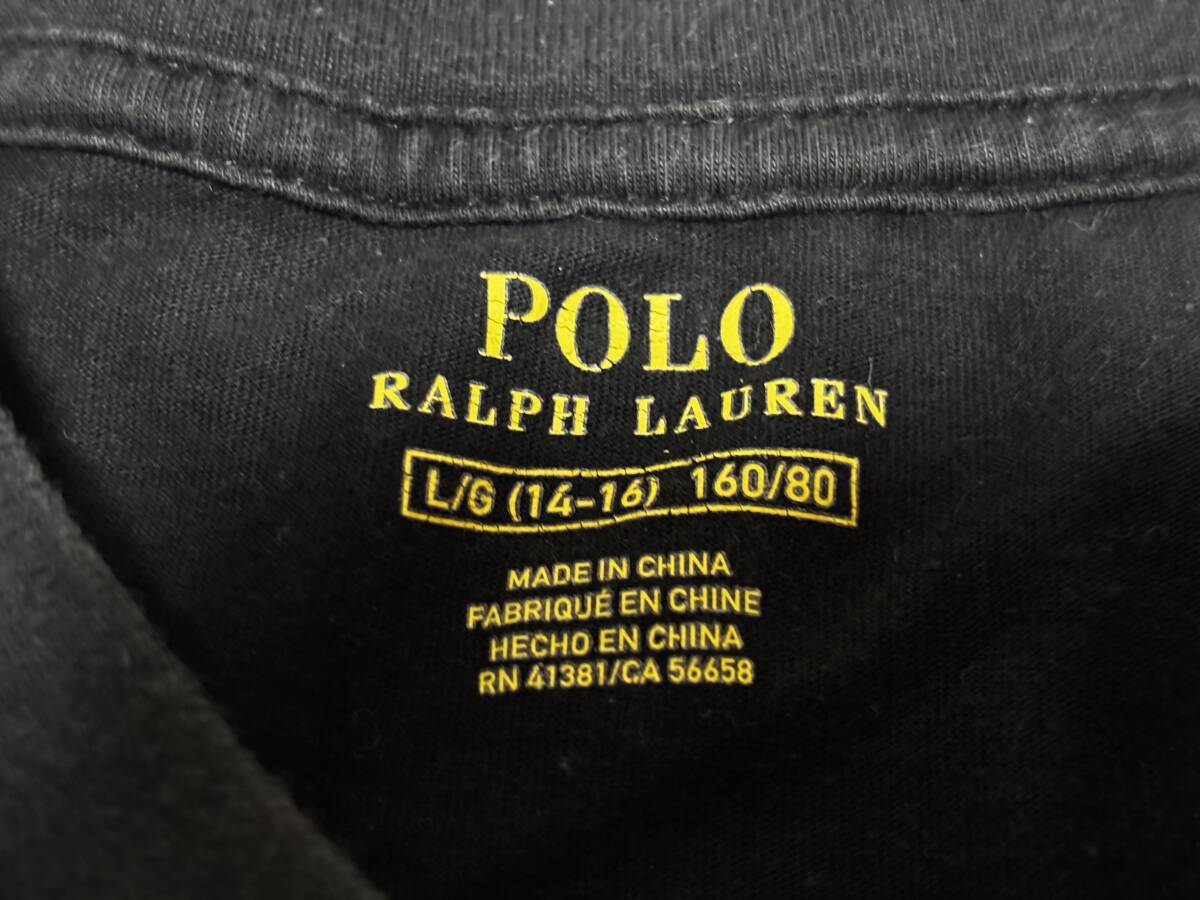 POLO
RALPH LAUREN
L/G (14-16) 160/80
MADE IN CHINA
FABRIQUÉ EN CHINE
HECHO EN CHINA
RN 41381/CA 56658